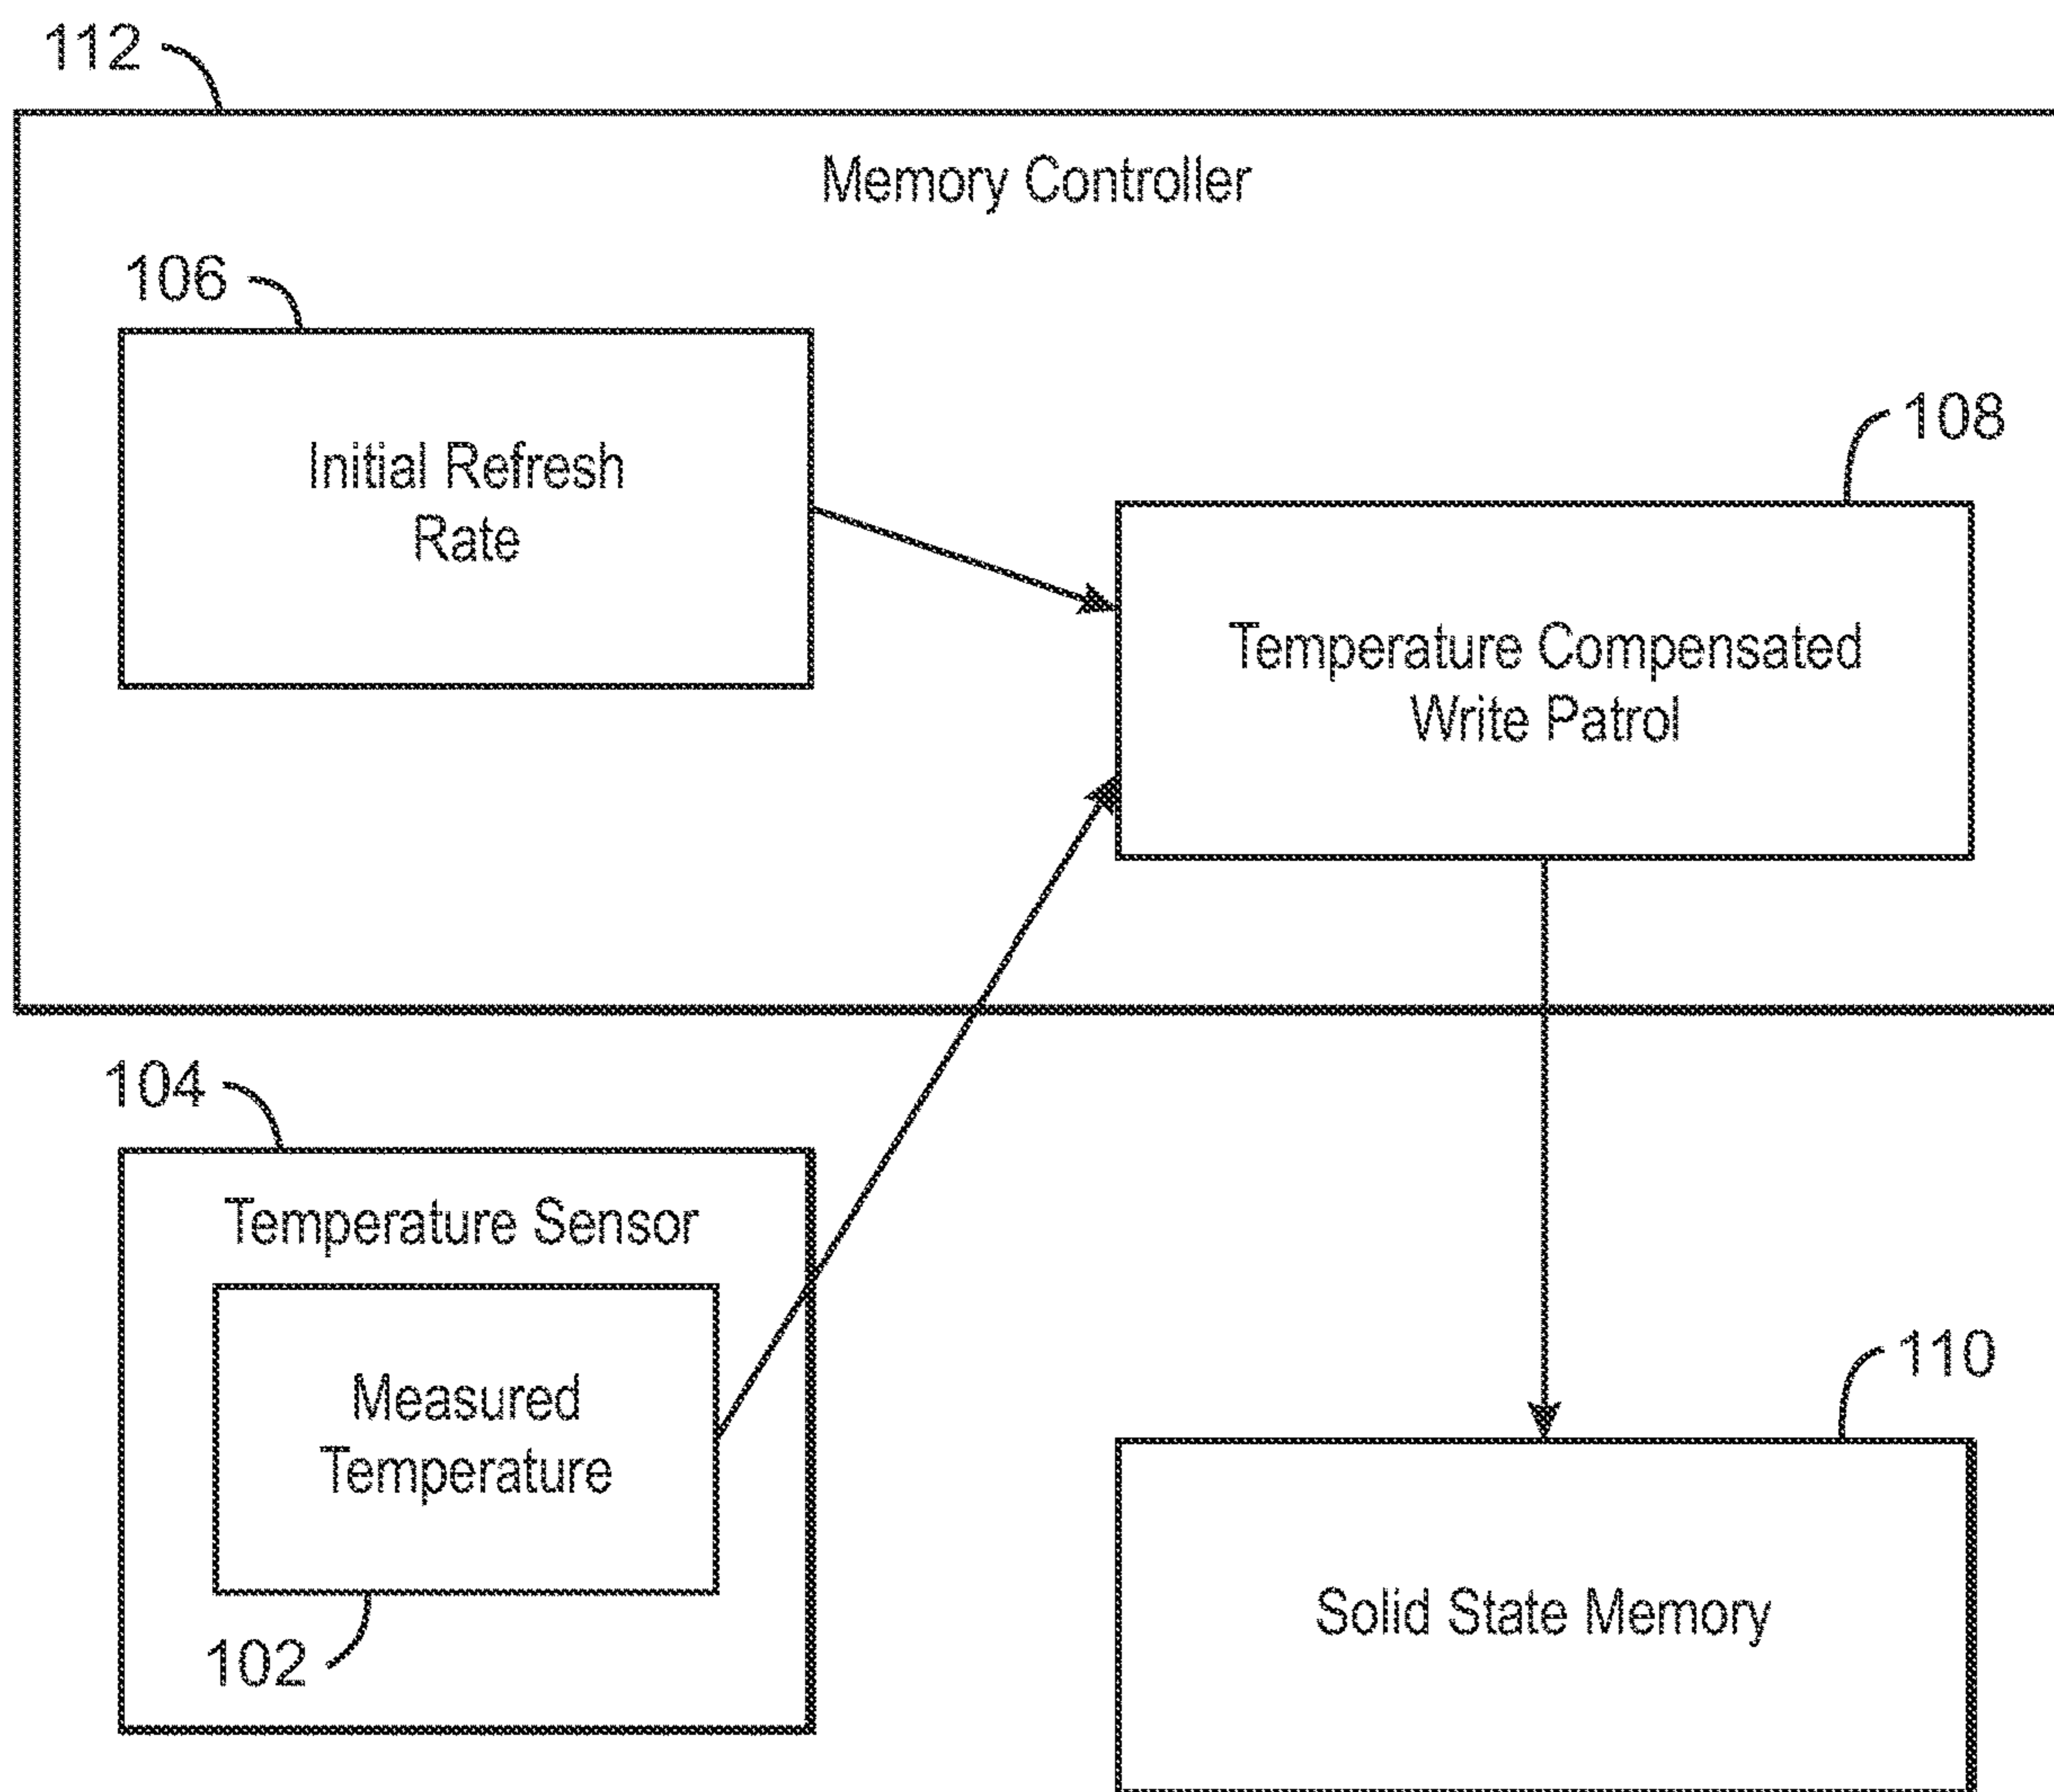 112
Memory Controller
106
Initial Refresh
Rate
108
Temperature Compensated
Write Patrol
104
Temperature Sensor
Measured
Temperature
102
110
Solid State Memory